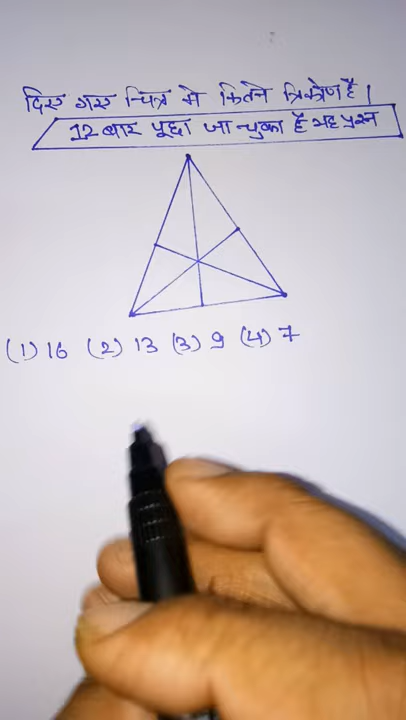 दिए गए चित्र मे कितने त्रिकोण है।
12 बार पूछा जा चुका है यह प्रश्न
(1) 16 (2) 13 (3) 9 (4) 7